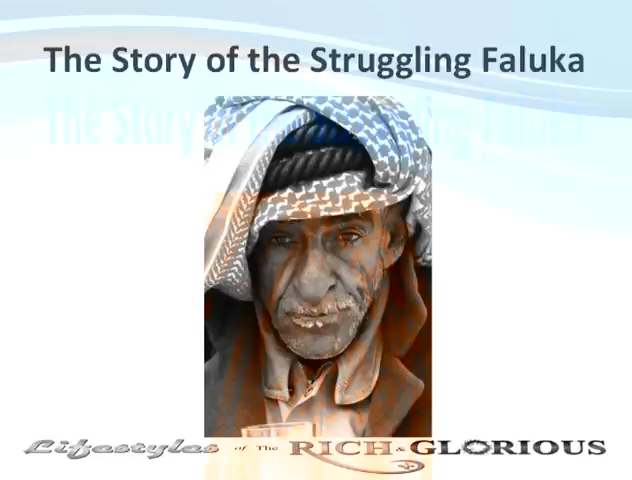 The Story of the Struggling Faluka
Lifestyles of The RICH & GLORIOUS